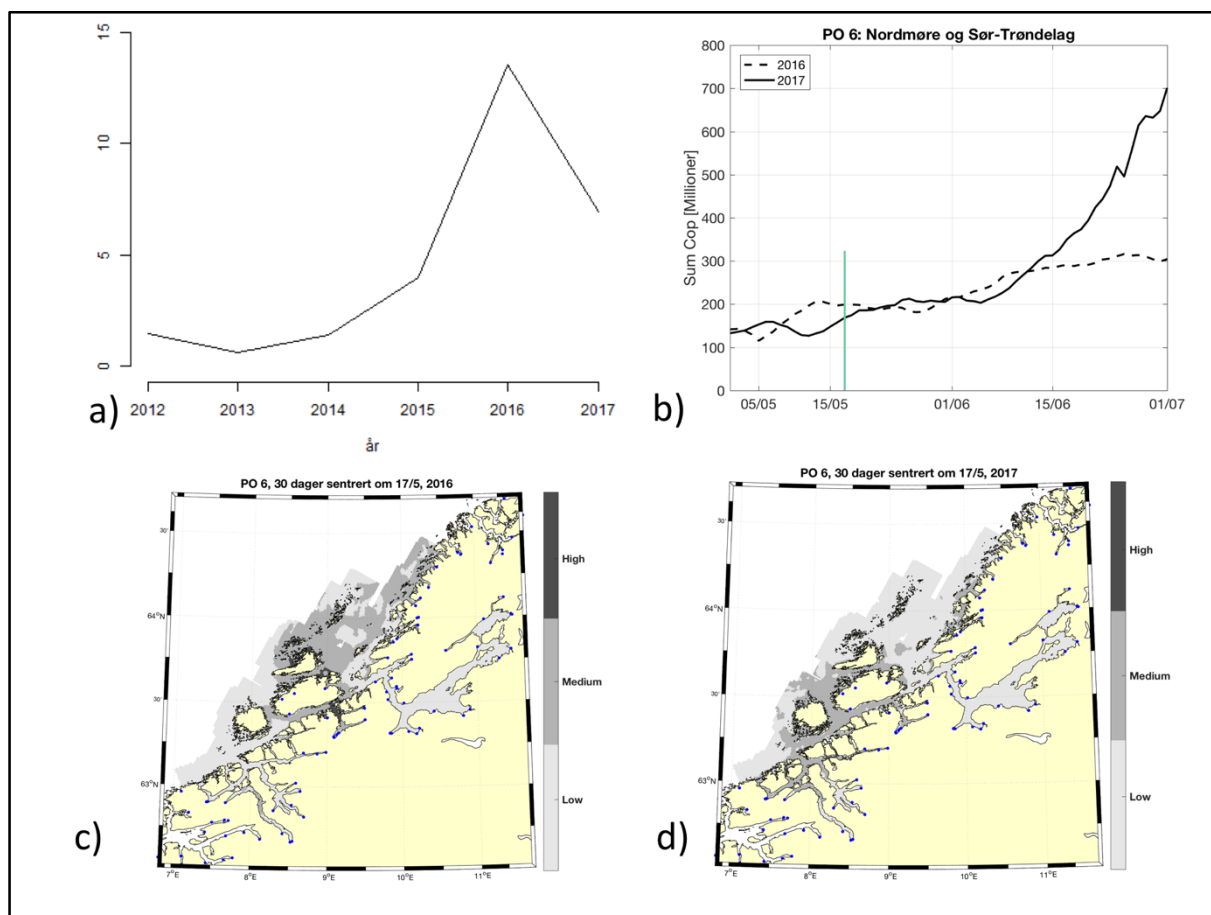 15
10
5
0
2012 2013 2014 2015 2016 2017
år
a)
PO 6: Nordmøre og Sør-Trøndelag
800
700
600
500
400
300
200
100
0
Sum Cop [Millioner]
2016
2017
05/05 15/05 01/06 15/06 01/07
b)
PO 6, 30 dager sentrert om 17/5, 2016
30'
64°N
30'
63°N
7°E 8°E 9°E 10°E 11°E
High
Medium
Low
c)
PO 6, 30 dager sentrert om 17/5, 2017
30'
64°N
30'
63°N
7°E 8°E 9°E 10°E 11°E
High
Medium
Low
d)